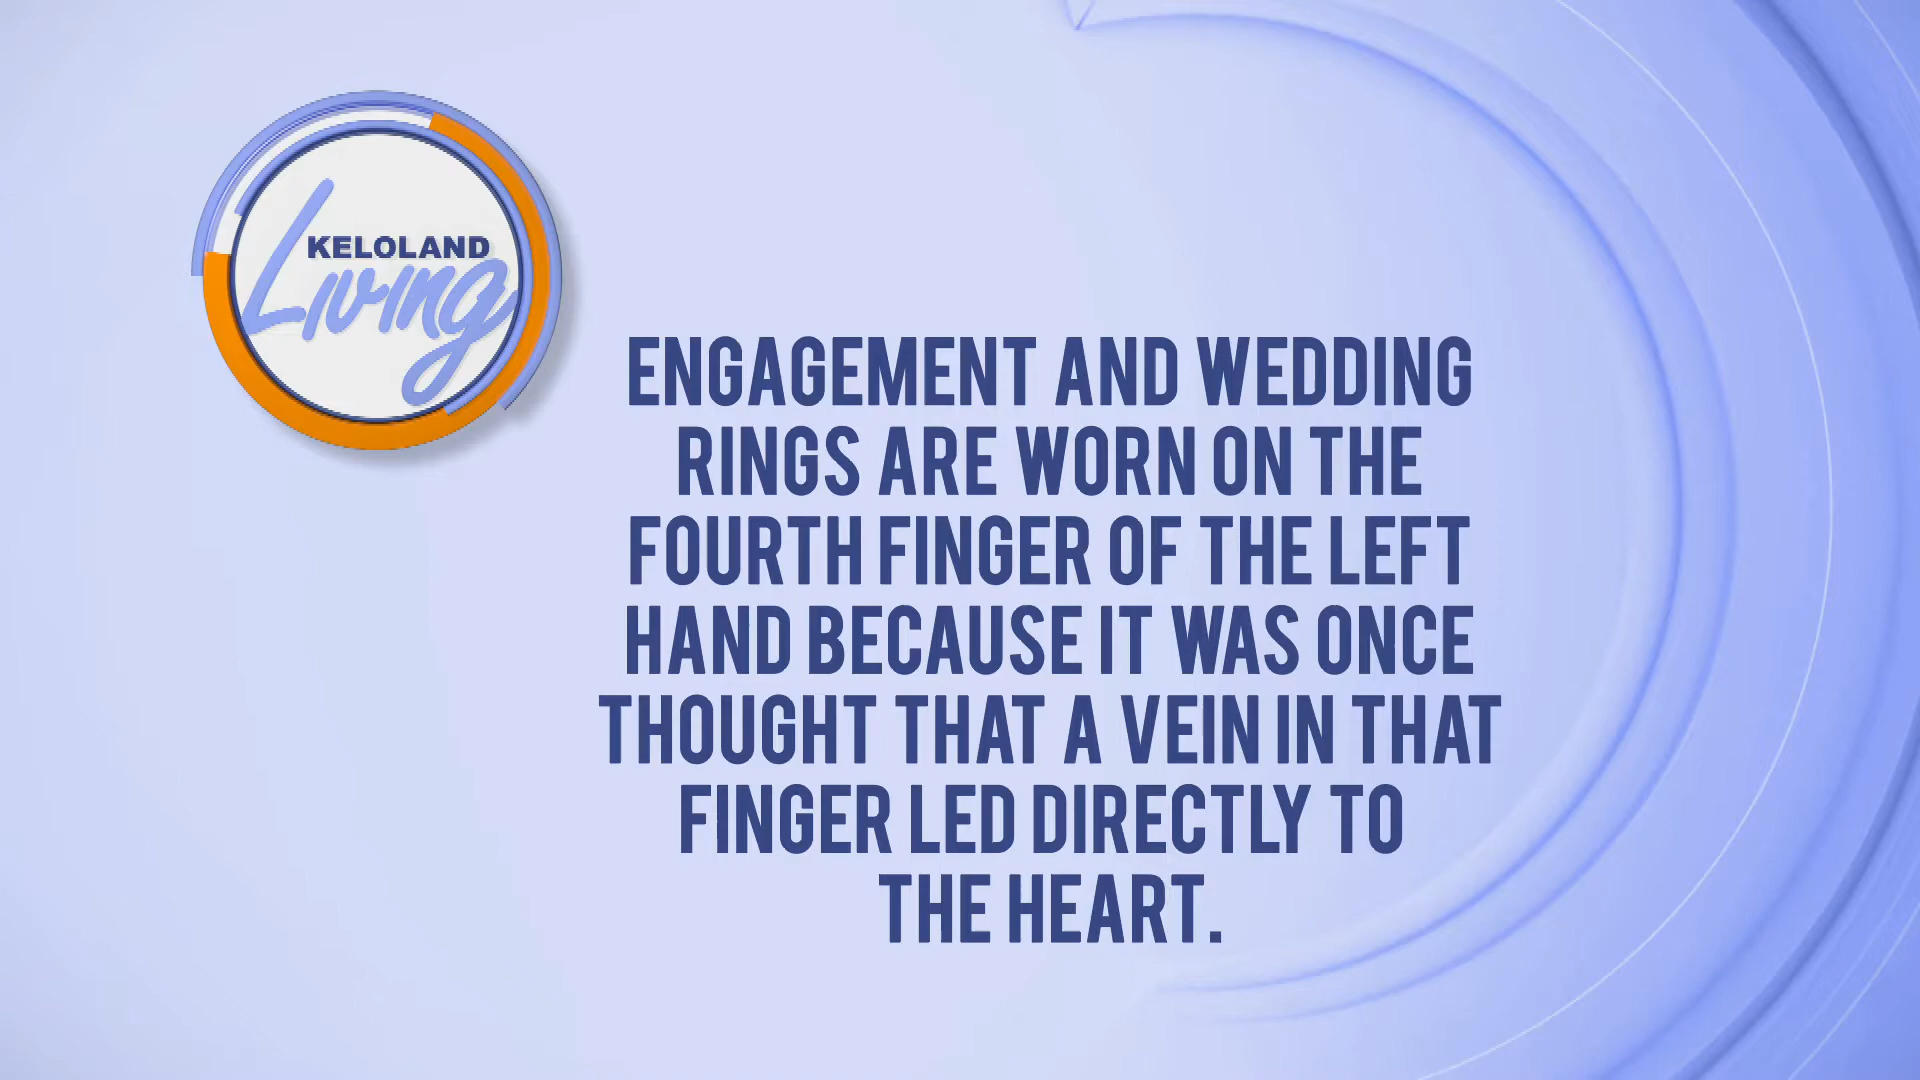 KELOLAND
Living
ENGAGEMENT AND WEDDING
RINGS ARE WORN ON THE
FOURTH FINGER OF THE LEFT
HAND BECAUSE IT WAS ONCE
THOUGHT THAT A VEIN IN THAT
FINGER LED DIRECTLY TO
THE HEART.